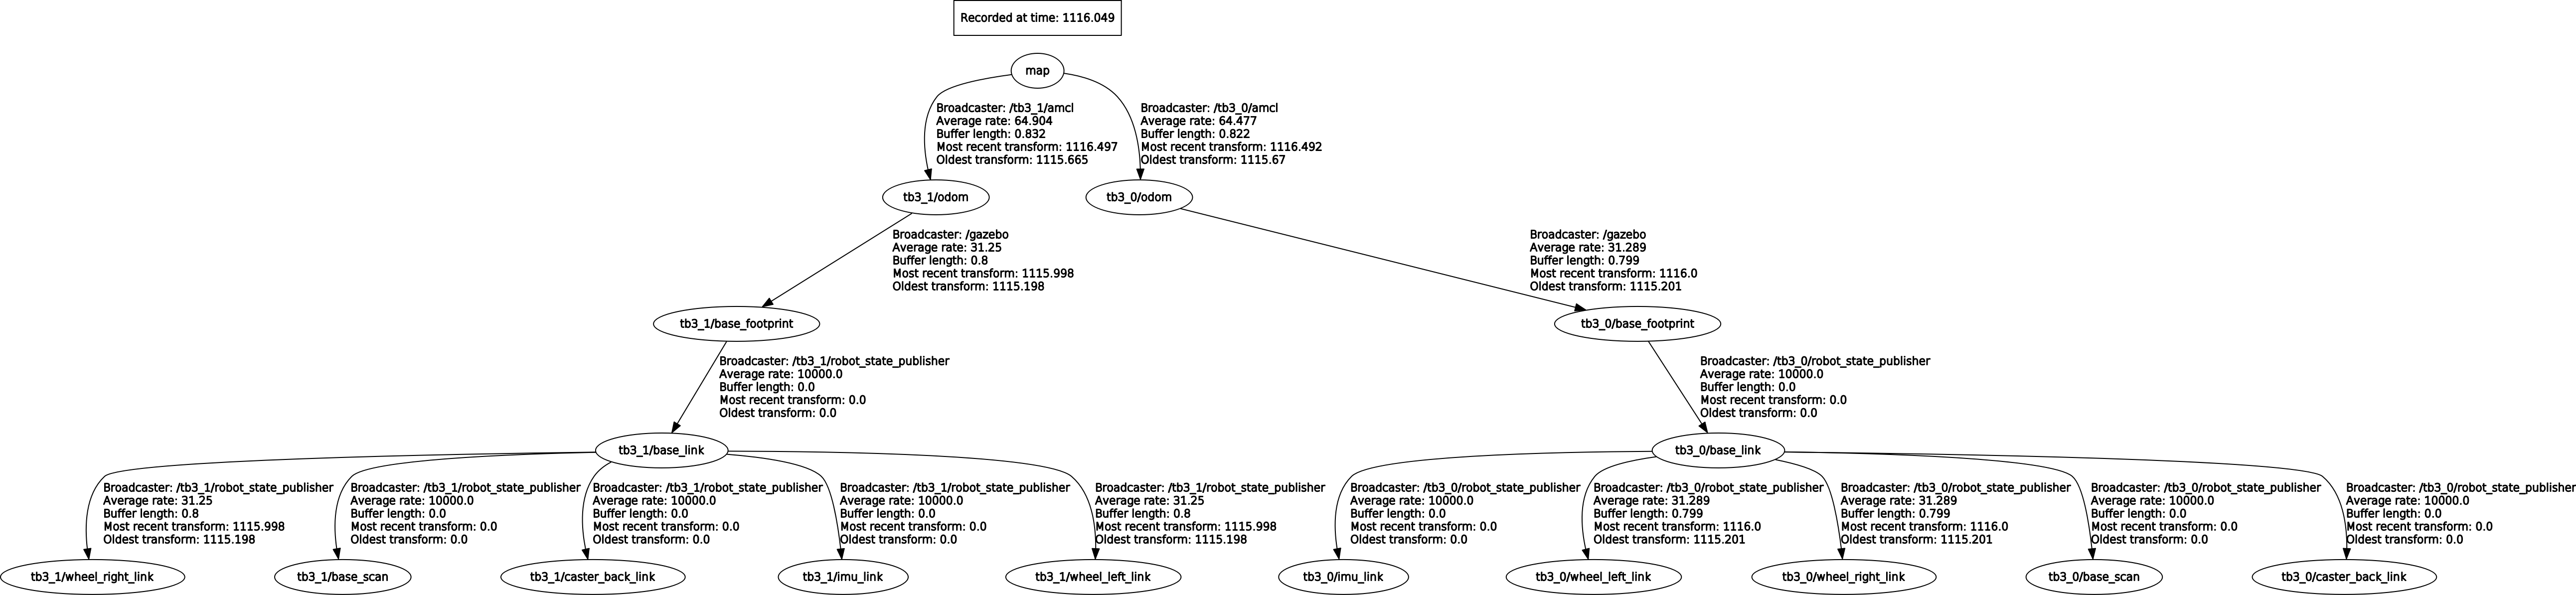 Recorded at time: 1116.049
map
Broadcaster: /tb3_1/amcl
Average rate: 64.904
Buffer length: 0.832
Most recent transform: 1116.497
Oldest transform: 1115.665
Broadcaster: /tb3_0/amcl
Average rate: 64.477
Buffer length: 0.822
Most recent transform: 1116.492
Oldest transform: 1115.67
tb3_1/odom
tb3_0/odom
Broadcaster: /gazebo
Average rate: 31.25
Buffer length: 0.8
Most recent transform: 1115.998
Oldest transform: 1115.198
Broadcaster: /gazebo
Average rate: 31.289
Buffer length: 0.799
Most recent transform: 1116.0
Oldest transform: 1115.201
tb3_1/base_footprint
tb3_0/base_footprint
Broadcaster: /tb3_1/robot_state_publisher
Average rate: 10000.0
Buffer length: 0.0
Most recent transform: 0.0
Oldest transform: 0.0
Broadcaster: /tb3_0/robot_state_publisher
Average rate: 10000.0
Buffer length: 0.0
Most recent transform: 0.0
Oldest transform: 0.0
tb3_1/base_link
tb3_0/base_link
Broadcaster: /tb3_1/robot_state_publisher
Average rate: 31.25
Buffer length: 0.8
Most recent transform: 1115.998
Oldest transform: 1115.198
Broadcaster: /tb3_1/robot_state_publisher
Average rate: 10000.0
Buffer length: 0.0
Most recent transform: 0.0
Oldest transform: 0.0
Broadcaster: /tb3_1/robot_state_publisher
Average rate: 10000.0
Buffer length: 0.0
Most recent transform: 0.0
Oldest transform: 0.0
Broadcaster: /tb3_1/robot_state_publisher
Average rate: 10000.0
Buffer length: 0.0
Most recent transform: 0.0
Oldest transform: 0.0
Broadcaster: /tb3_1/robot_state_publisher
Average rate: 31.25
Buffer length: 0.8
Most recent transform: 1115.998
Oldest transform: 1115.198
Broadcaster: /tb3_0/robot_state_publisher
Average rate: 10000.0
Buffer length: 0.0
Most recent transform: 0.0
Oldest transform: 0.0
Broadcaster: /tb3_0/robot_state_publisher
Average rate: 31.289
Buffer length: 0.799
Most recent transform: 1116.0
Oldest transform: 1115.201
Broadcaster: /tb3_0/robot_state_publisher
Average rate: 31.289
Buffer length: 0.799
Most recent transform: 1116.0
Oldest transform: 1115.201
Broadcaster: /tb3_0/robot_state_publisher
Average rate: 10000.0
Buffer length: 0.0
Most recent transform: 0.0
Oldest transform: 0.0
Broadcaster: /tb3_0/robot_state_publisher
Average rate: 10000.0
Buffer length: 0.0
Most recent transform: 0.0
Oldest transform: 0.0
tb3_1/wheel_right_link
tb3_1/base_scan
tb3_1/caster_back_link
tb3_1/imu_link
tb3_1/wheel_left_link
tb3_0/imu_link
tb3_0/wheel_left_link
tb3_0/wheel_right_link
tb3_0/base_scan
tb3_0/caster_back_link